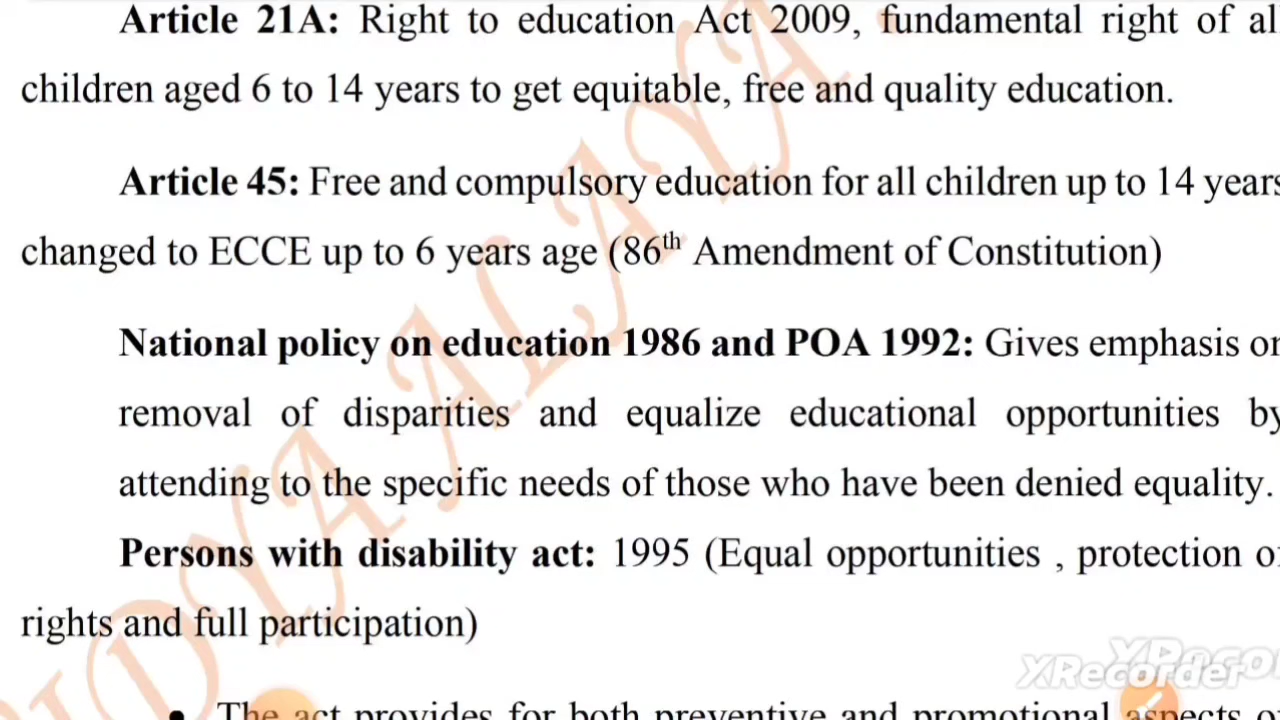 Article 21A: Right to education Act 2009, fundamental right of al
children aged 6 to 14 years to get equitable, free and quality education.
Article 45: Free and compulsory education for all children up to 14 years
changed to ECCE up to 6 years age (86th Amendment of Constitution)
National policy on education 1986 and POA 1992: Gives emphasis on
removal of disparities and equalize educational opportunities by
attending to the specific needs of those who have been denied equality.
Persons with disability act: 1995 (Equal opportunities , protection of
rights and full participation)
• The act provides for both preventive and promotional aspects of
VIDYA ALAYA
XRecorder